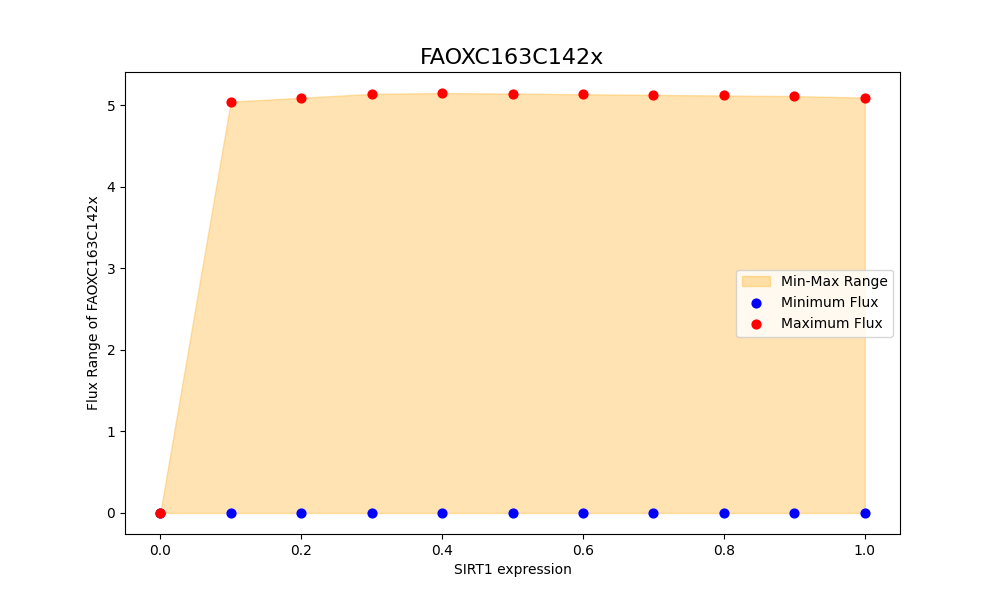 FAOXC163C142x
Flux Range of FAOXC163C142x
5
4
3
2
1
0
Min-Max Range
Minimum Flux
Maximum Flux
0.0 0.2 0.4 0.6 0.8 1.0
SIRT1 expression